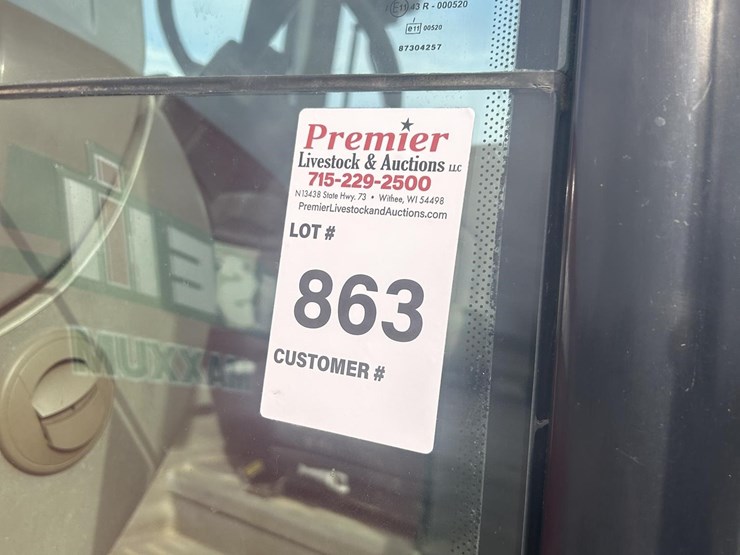 E11 43 R - 000520
e11 00520
87304257
Premier
Livestock & Auctions LLC
715-229-2500
N13438 State Hwy. 73 • Withee, WI 54498
PremierLivestockandAuctions.com
LOT #
863
CUSTOMER #